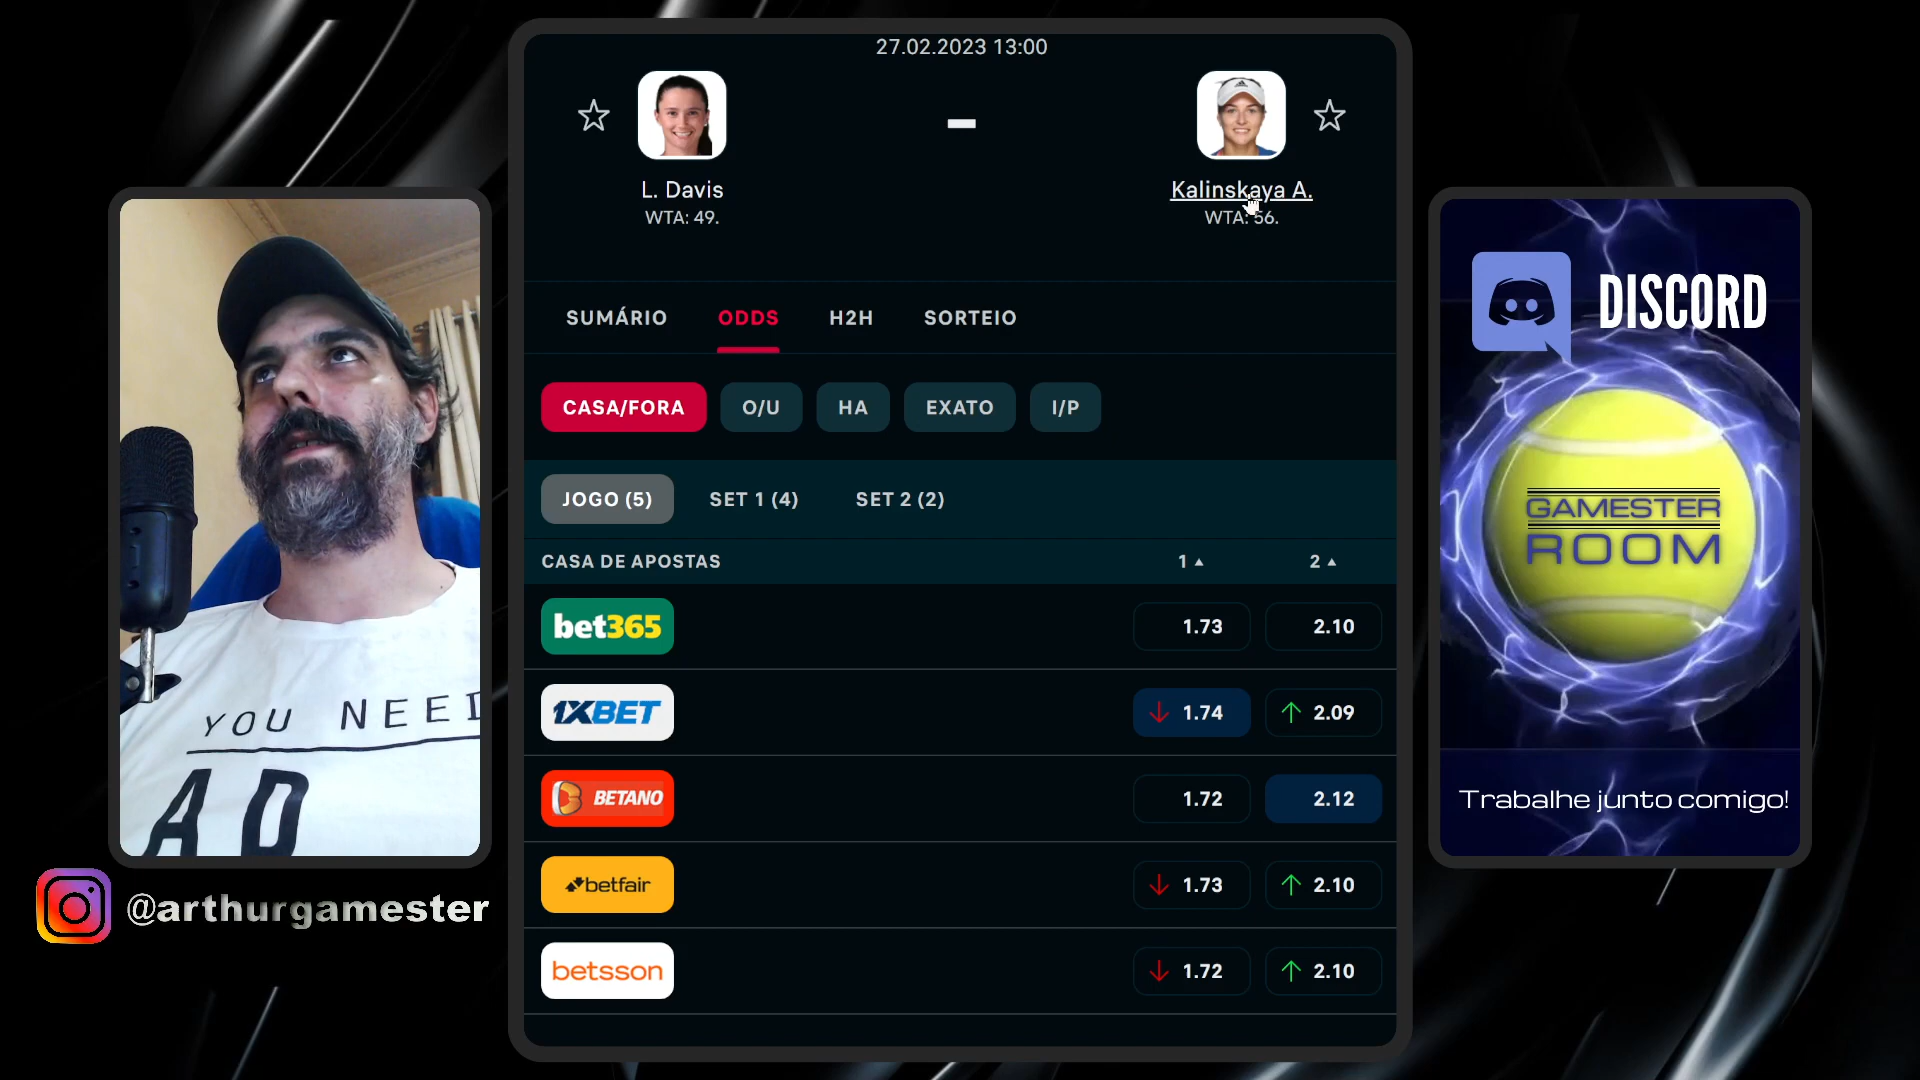 27.02.2023 13:00
L. Davis
WTA: 49.
Kalinskaya A.
WTA: 56.
SUMÁRIO ODDS H2H SORTEIO
CASA/FORA O/U HA EXATO I/P
JOGO (5) SET 1 (4) SET 2 (2)
CASA DE APOSTAS 1 2
bet365 1.73 2.10
1XBET 1.74 2.09
BETANO 1.72 2.12
betfair 1.73 2.10
betsson 1.72 2.10
YOU NEED
AD
@arthurgamester
DISCORD
GAMESTER
ROOM
Trabalhe junto comigo!